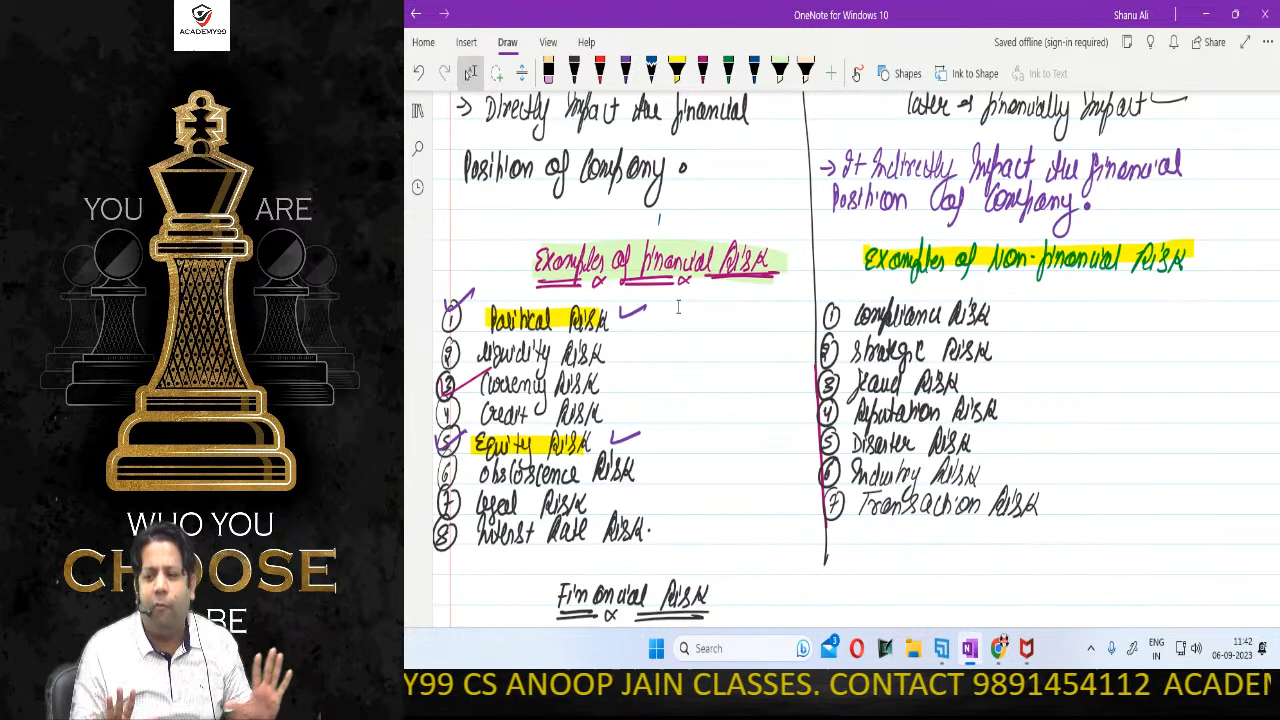 ACADEMY99
YOU ARE
WHO YOU
CHOOSE
BE
OneNote for Windows 10
Shanu Ali
Home Insert Draw View Help
Saved offline (sign-in required)
Share
Shapes
Ink to Shape
Ink to Text
→ Directly Impact the financial
Position of Company.
Examples of financial Risk
① Political Risk
② Liquidity Risk
③ Currency Risk
④ Credit Risk
⑤ Equity Risk
⑥ Risk
⑦ Legal Risk
⑧ Interst Rate Risk.
Financial Risk
later financially impact
→ It Indirectly Impact the financial
Position of Company.
Examples of Non-financial Risk
① Compliance Risk
② Risk
③ Fraud Risk
④ Reputation Risk
⑤ Disaster Risk
⑥ Industry Risk
⑦ Transaction Risk
Search
3
ENG
IN
11:42
06-09-2023
Y99 CS ANOOP JAIN CLASSES. CONTACT 9891454112 ACADEM